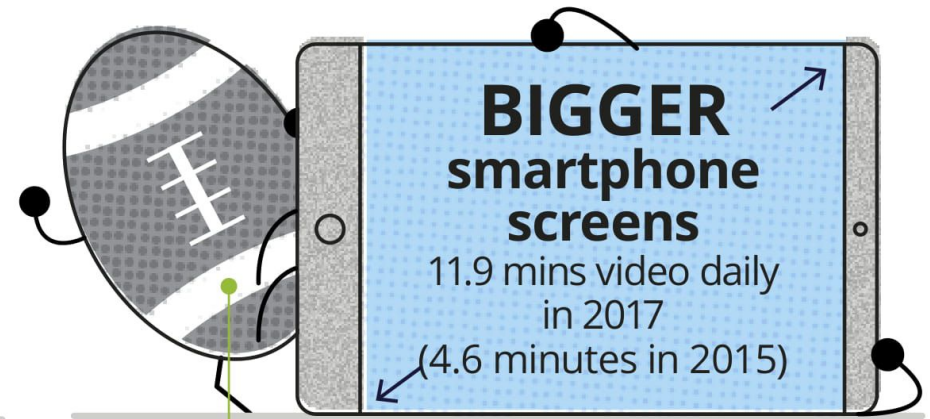 BIGGER
smartphone
screens
11.9 mins video daily
in 2017
(4.6 minutes in 2015)